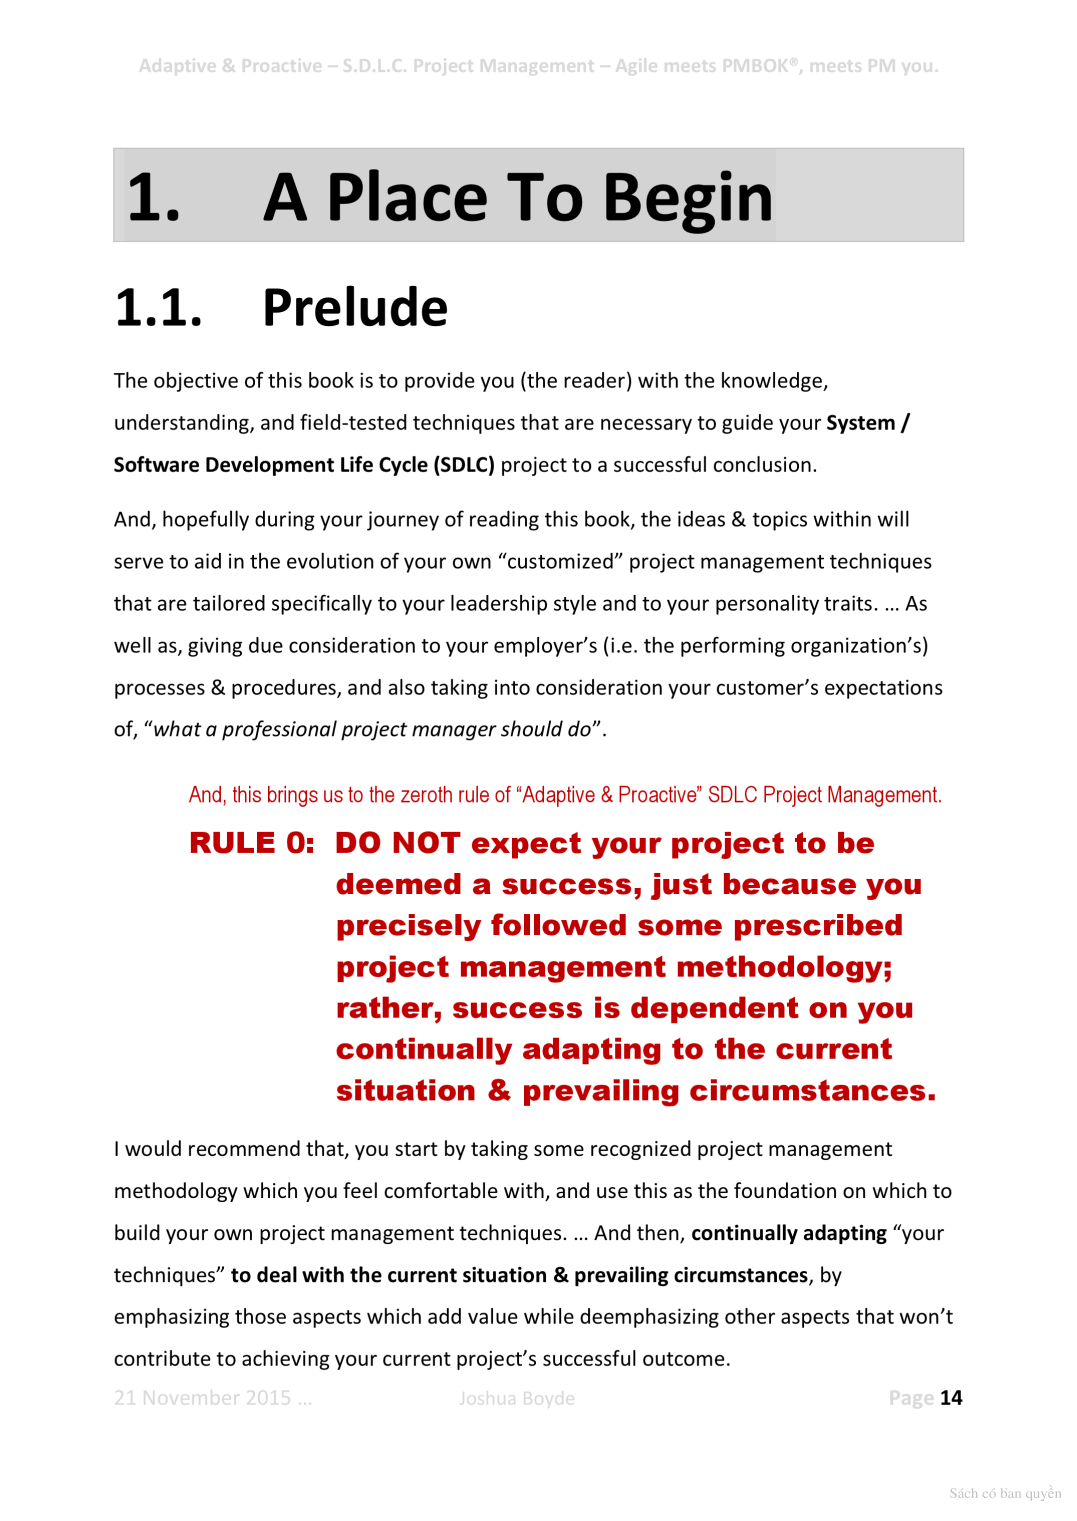 Adaptive & Proactive – S.D.L.C. Project Management – Agile meets PMBOK®, meets PM you.
1. A Place To Begin
1.1. Prelude
The objective of this book is to provide you (the reader) with the knowledge,
understanding, and field-tested techniques that are necessary to guide your System /
Software Development Life Cycle (SDLC) project to a successful conclusion.
And, hopefully during your journey of reading this book, the ideas & topics within will
serve to aid in the evolution of your own “customized” project management techniques
that are tailored specifically to your leadership style and to your personality traits. … As
well as, giving due consideration to your employer’s (i.e. the performing organization’s)
processes & procedures, and also taking into consideration your customer’s expectations
of, “what a professional project manager should do”.
And, this brings us to the zeroth rule of “Adaptive & Proactive” SDLC Project Management.
RULE 0: DO NOT expect your project to be
deemed a success, just because you
precisely followed some prescribed
project management methodology;
rather, success is dependent on you
continually adapting to the current
situation & prevailing circumstances.
I would recommend that, you start by taking some recognized project management
methodology which you feel comfortable with, and use this as the foundation on which to
build your own project management techniques. … And then, continually adapting “your
techniques” to deal with the current situation & prevailing circumstances, by
emphasizing those aspects which add value while deemphasizing other aspects that won’t
contribute to achieving your current project’s successful outcome.
21 November 2015 … Joshua Boyde Page 14
Sách có bản quyền